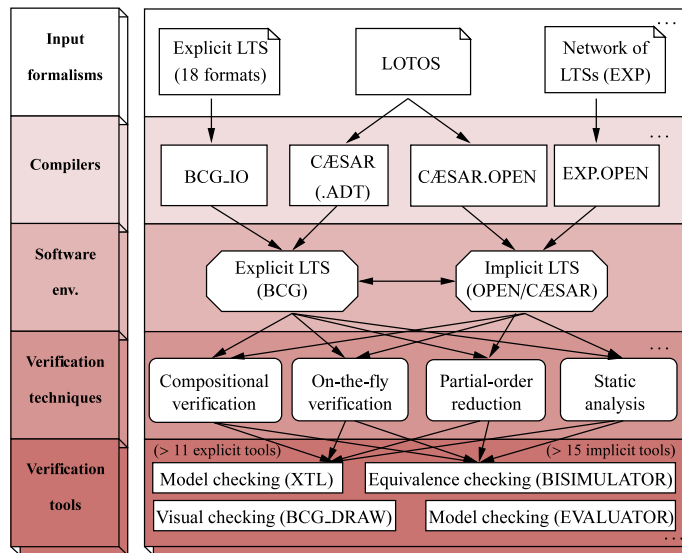 Input
formalisms
Explicit LTS
(18 formats)
LOTOS
Network of
LTSs (EXP)
...
Compilers
BCG_IO
CÆSAR
(.ADT)
CÆSAR.OPEN
EXP.OPEN
...
Software
env.
Explicit LTS
(BCG)
Implicit LTS
(OPEN/CÆSAR)
Verification
techniques
Compositional
verification
On-the-fly
verification
Partial-order
reduction
Static
analysis
...
Verification
tools
(> 11 explicit tools)
(> 15 implicit tools)
Model checking (XTL)
Equivalence checking (BISIMULATOR)
Visual checking (BCG_DRAW)
Model checking (EVALUATOR)
...